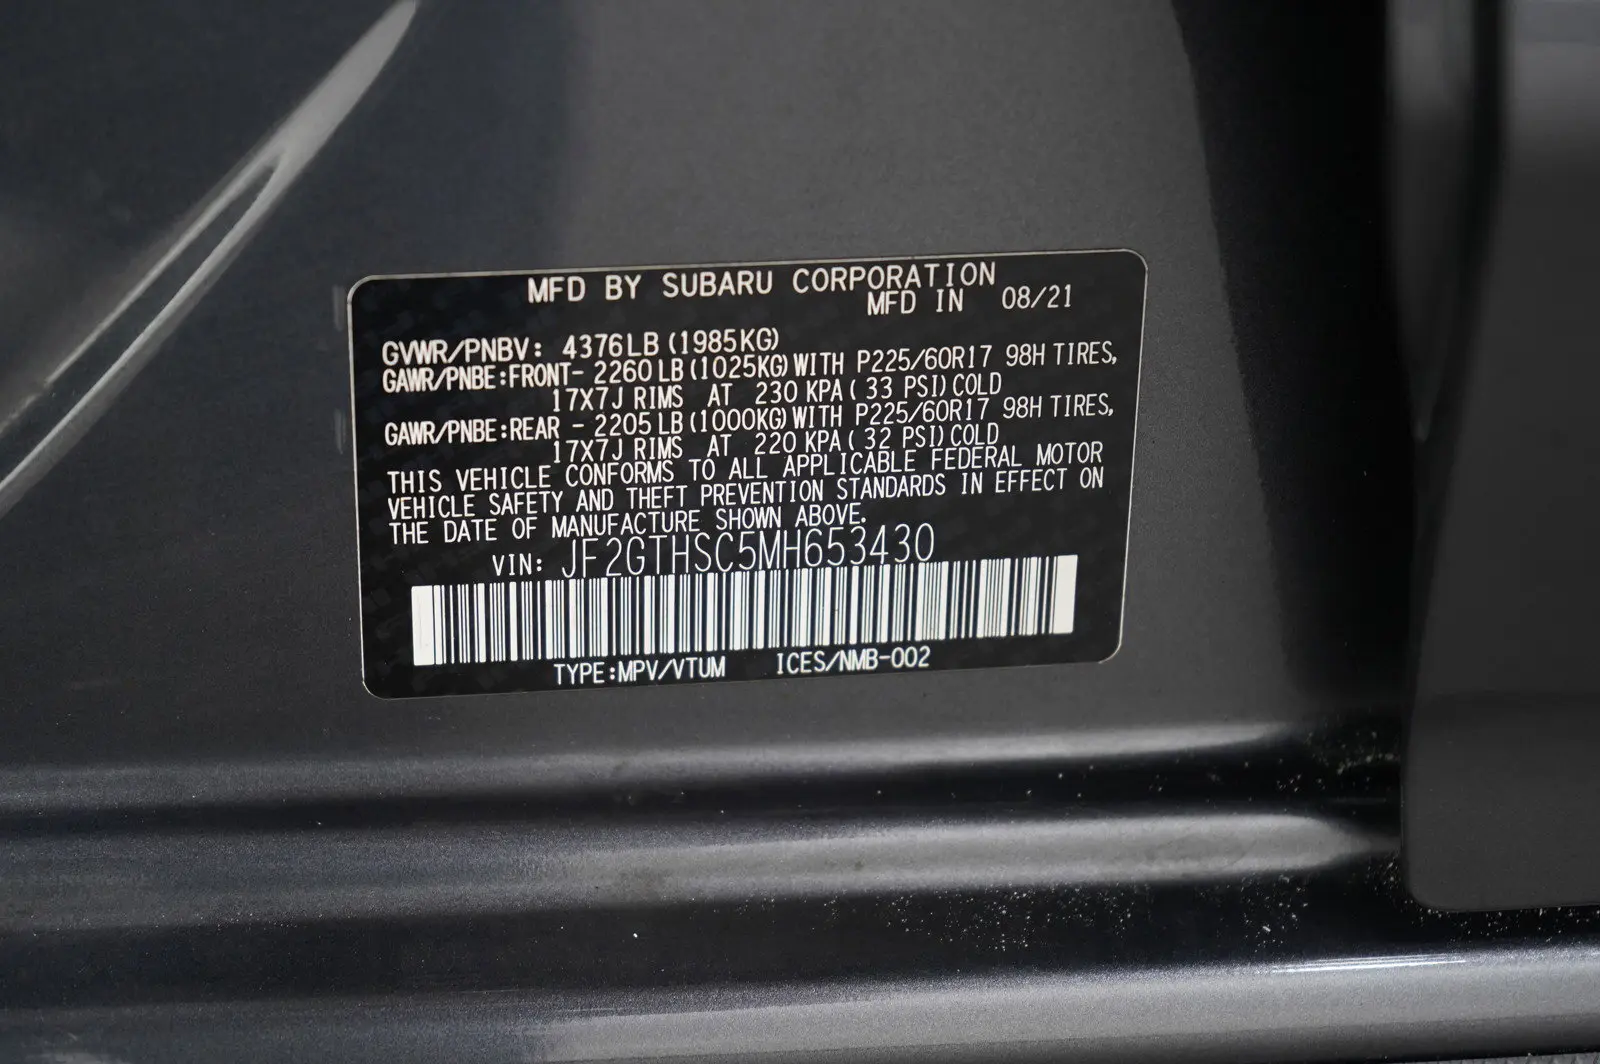 MFD BY SUBARU CORPORATION
MFD IN 08/21
GVWR/PNBV: 4376LB (1985KG)
GAWR/PNBE:FRONT- 2260LB (1025KG)WITH P225/60R17 98H TIRES,
17X7J RIMS AT 230 KPA( 33 PSI)COLD
GAWR/PNBE:REAR - 2205LB (1000KG)WITH P225/60R17 98H TIRES,
17X7J RIMS AT 220 KPA( 32 PSI)COLD
THIS VEHICLE CONFORMS TO ALL APPLICABLE FEDERAL MOTOR
VEHICLE SAFETY AND THEFT PREVENTION STANDARDS IN EFFECT ON
THE DATE OF MANUFACTURE SHOWN ABOVE.
VIN: JF2GTHSC5MH653430
TYPE:MPV/VTUM ICES/NMB-002